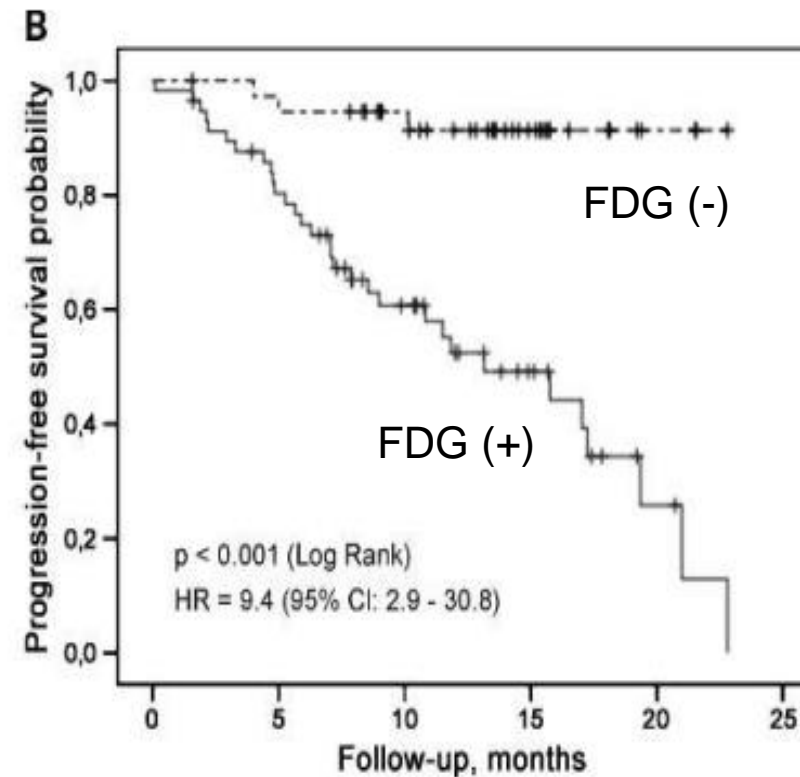 B
Progression-free survival probability
1,0
0,8
0,6
0,4
0,2
0,0
FDG (-)
FDG (+)
p < 0.001 (Log Rank)
HR = 9.4 (95% CI: 2.9 - 30.8)
0 5 10 15 20 25
Follow-up, months